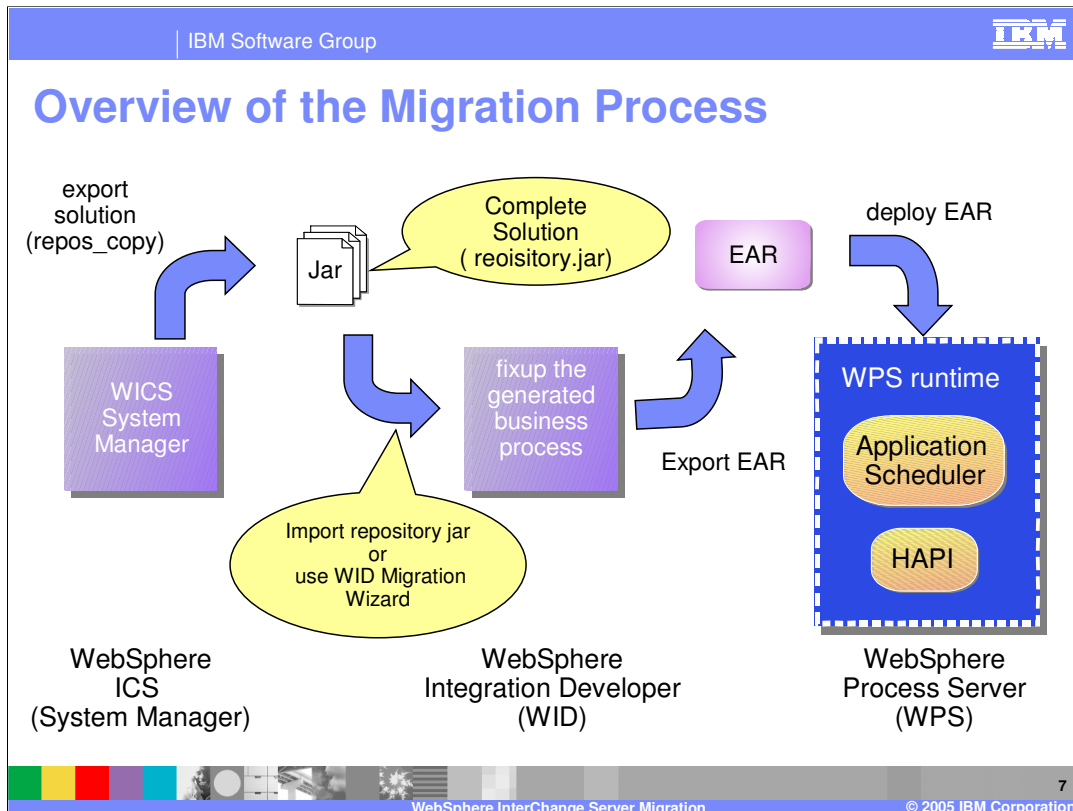 IBM Software Group
IBM
Overview of the Migration Process
export
solution
(repos_copy)
Jar
Complete
Solution
( reoisitory.jar)
EAR
deploy EAR
WICS
System
Manager
fixup the
generated
business
process
Export EAR
WPS runtime
Application
Scheduler
HAPI
Import repository jar
or
use WID Migration
Wizard
WebSphere
ICS
(System Manager)
WebSphere
Integration Developer
(WID)
WebSphere
Process Server
(WPS)
7
WebSphere InterChange Server Migration
© 2005 IBM Corporation